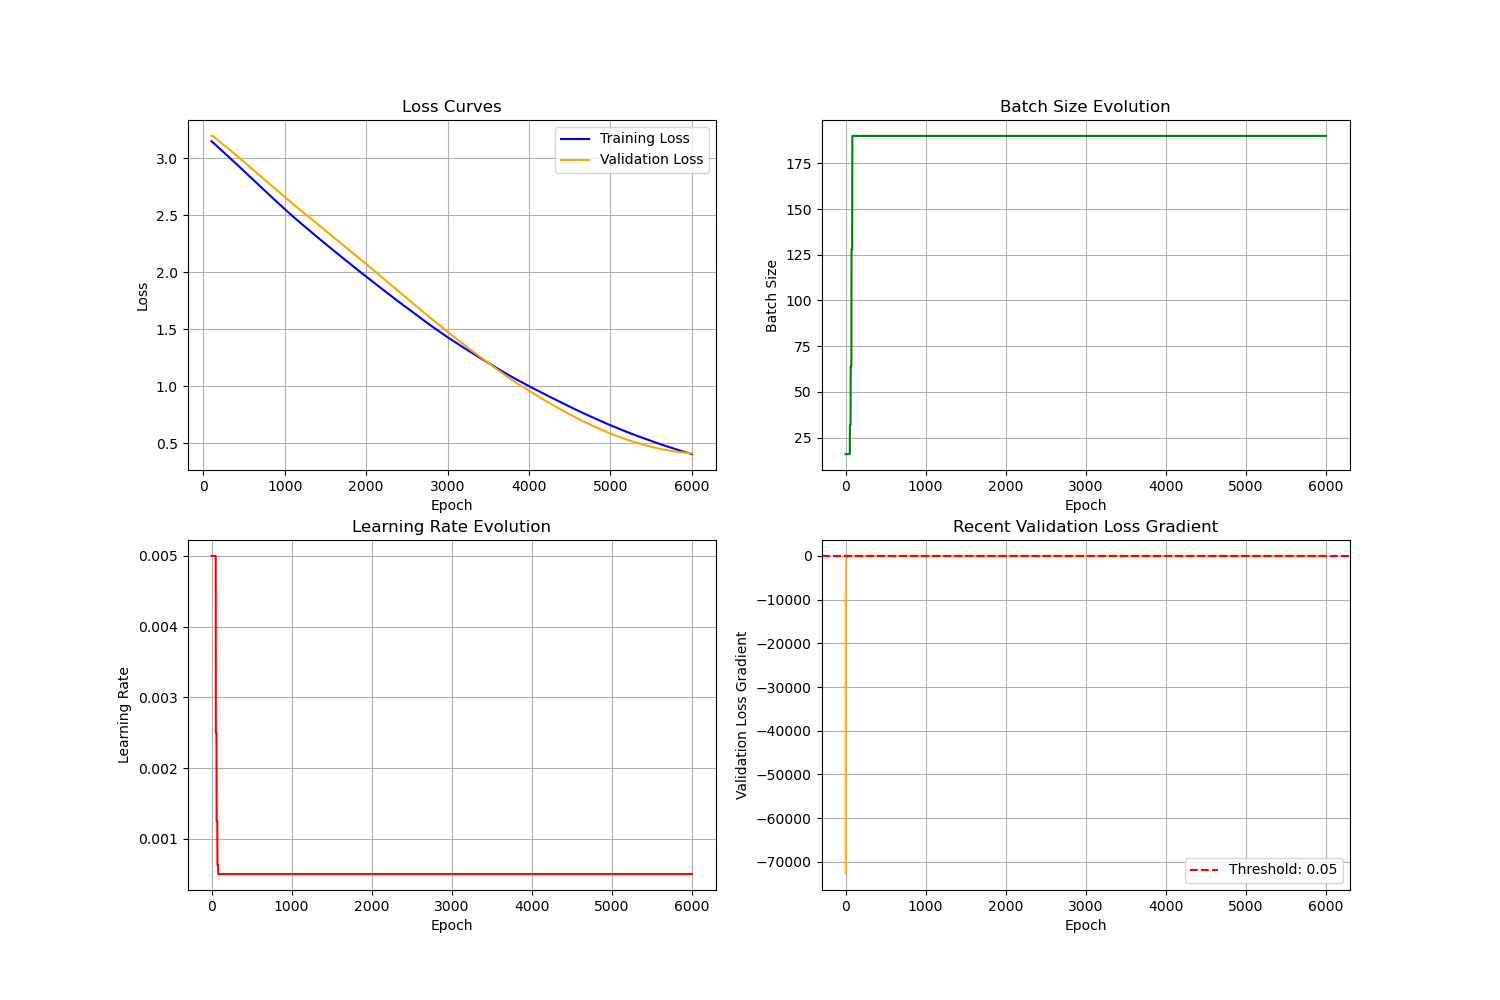 Loss Curves
Loss
3.0
2.5
2.0
1.5
1.0
0.5
Training Loss
Validation Loss
0 1000 2000 3000 4000 5000 6000
Epoch
Batch Size Evolution
Batch Size
175
150
125
100
75
50
25
0 1000 2000 3000 4000 5000 6000
Epoch
Learning Rate Evolution
Learning Rate
0.005
0.004
0.003
0.002
0.001
0 1000 2000 3000 4000 5000 6000
Epoch
Recent Validation Loss Gradient
Validation Loss Gradient
0
−10000
−20000
−30000
−40000
−50000
−60000
−70000
Threshold: 0.05
0 1000 2000 3000 4000 5000 6000
Epoch